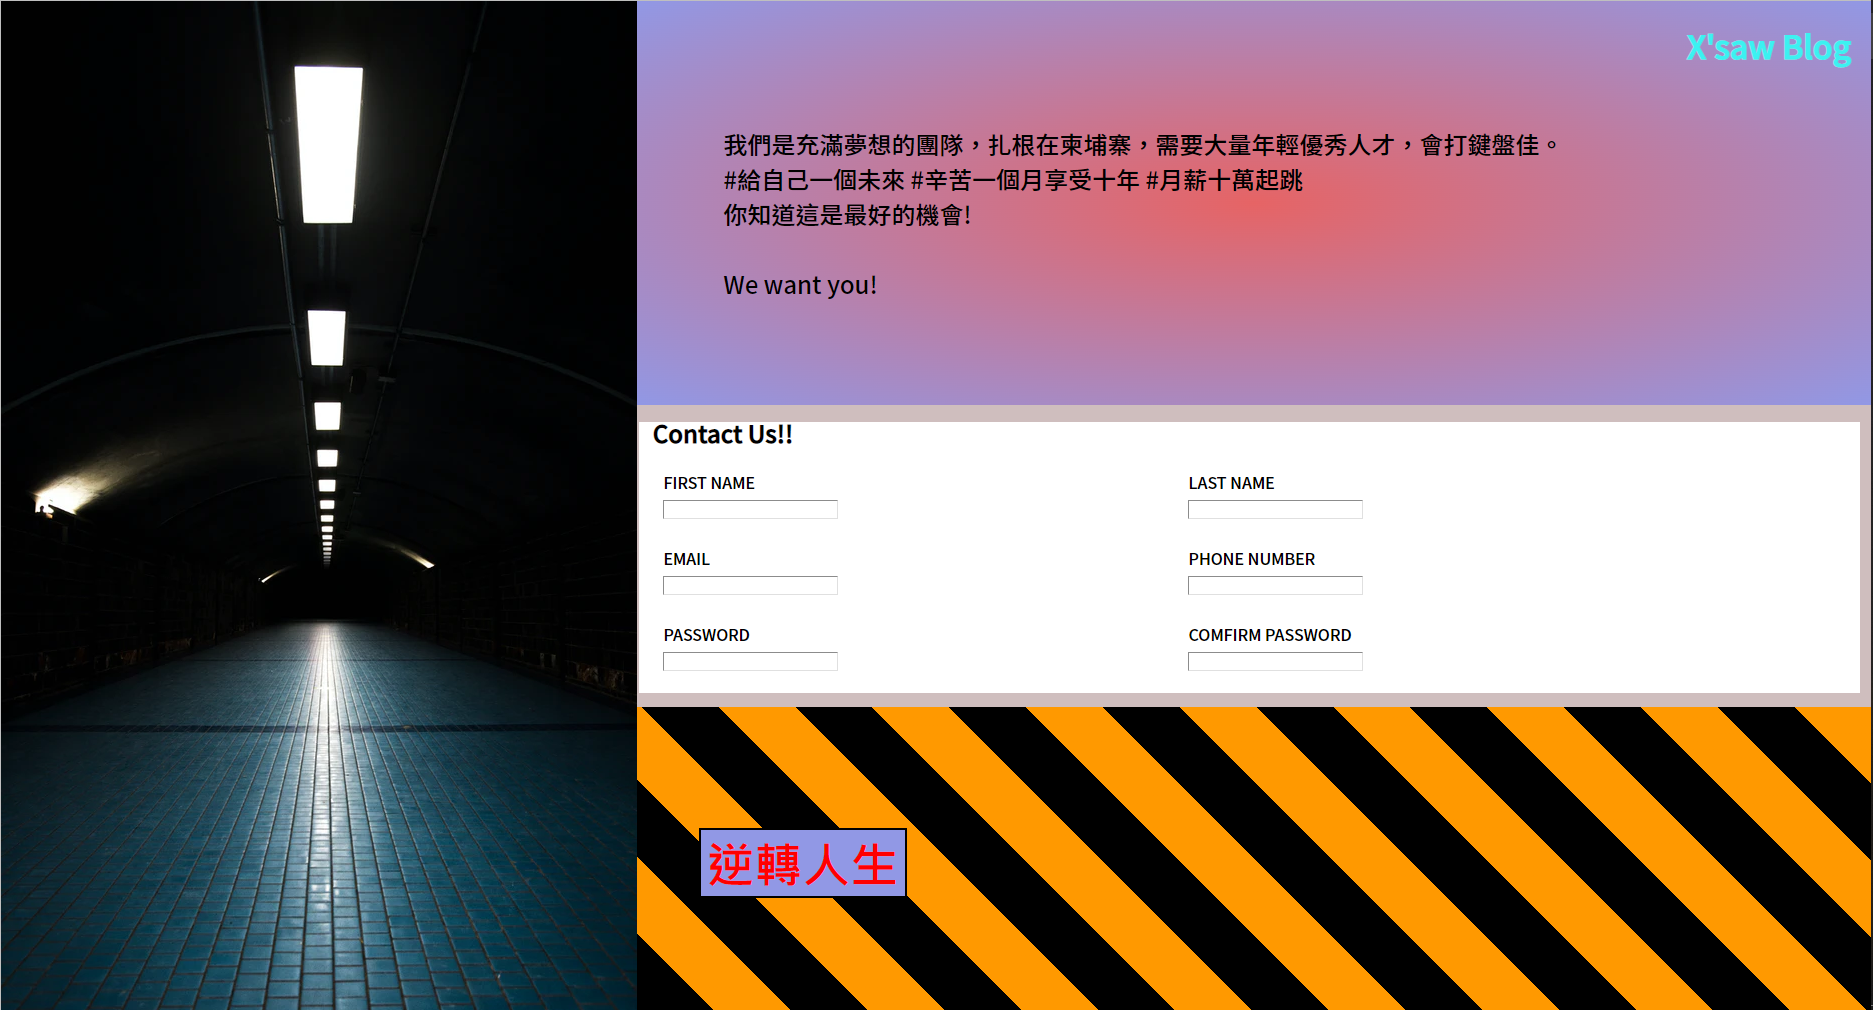 X'saw Blog
我們是充滿夢想的團隊，扎根在柬埔寨，需要大量年輕優秀人才，會打鍵盤佳。
#給自己一個未來 #辛苦一個月享受十年 #月薪十萬起跳
你知道這是最好的機會!
We want you!
Contact Us!!
FIRST NAME
LAST NAME
EMAIL
PHONE NUMBER
PASSWORD
COMFIRM PASSWORD
逆轉人生